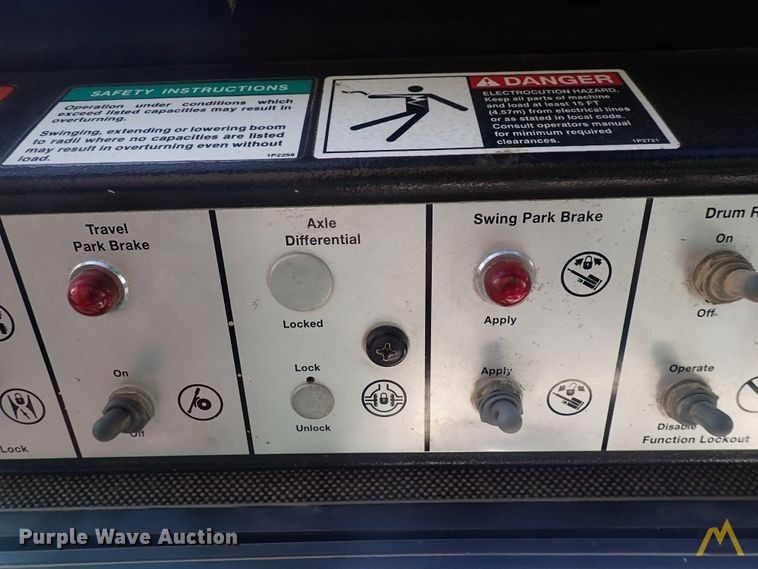 SAFETY INSTRUCTIONS
Operation under conditions which
exceed listed capacities may result in
overturning.
Swinging, extending or lowering boom
to radii where no capacities are listed
may result in overturning even without
load.
1P2256
DANGER
ELECTROCUTION HAZARD.
Keep all parts of machine
and load at least 15 FT
(4.57m) from electrical lines
or as stated in local code.
Consult operators manual
for minimum required
clearances.
1P2721
Travel
Park Brake
On
Off
Lock
Axle
Differential
Locked
Lock
Unlock
Swing Park Brake
Apply
Apply
Drum R
On
Off
Operate
Disable
Function Lockout
Purple Wave Auction®